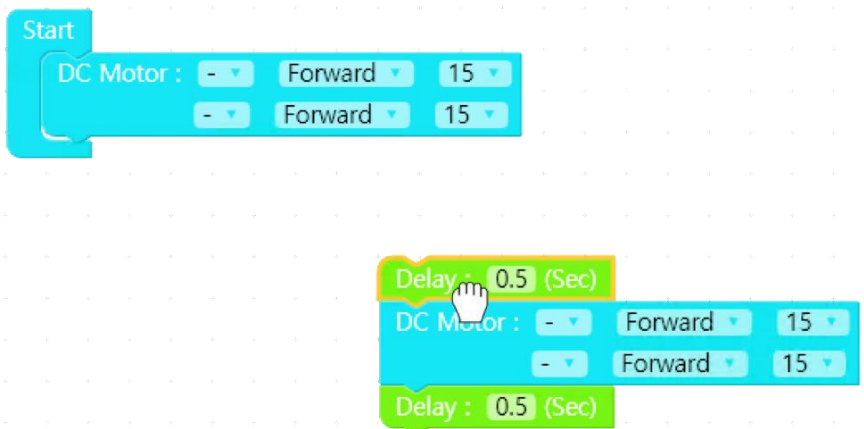 Start
DC Motor : - Forward 15
- Forward 15
Delay : 0.5 (Sec)
DC Motor : - Forward 15
- Forward 15
Delay : 0.5 (Sec)